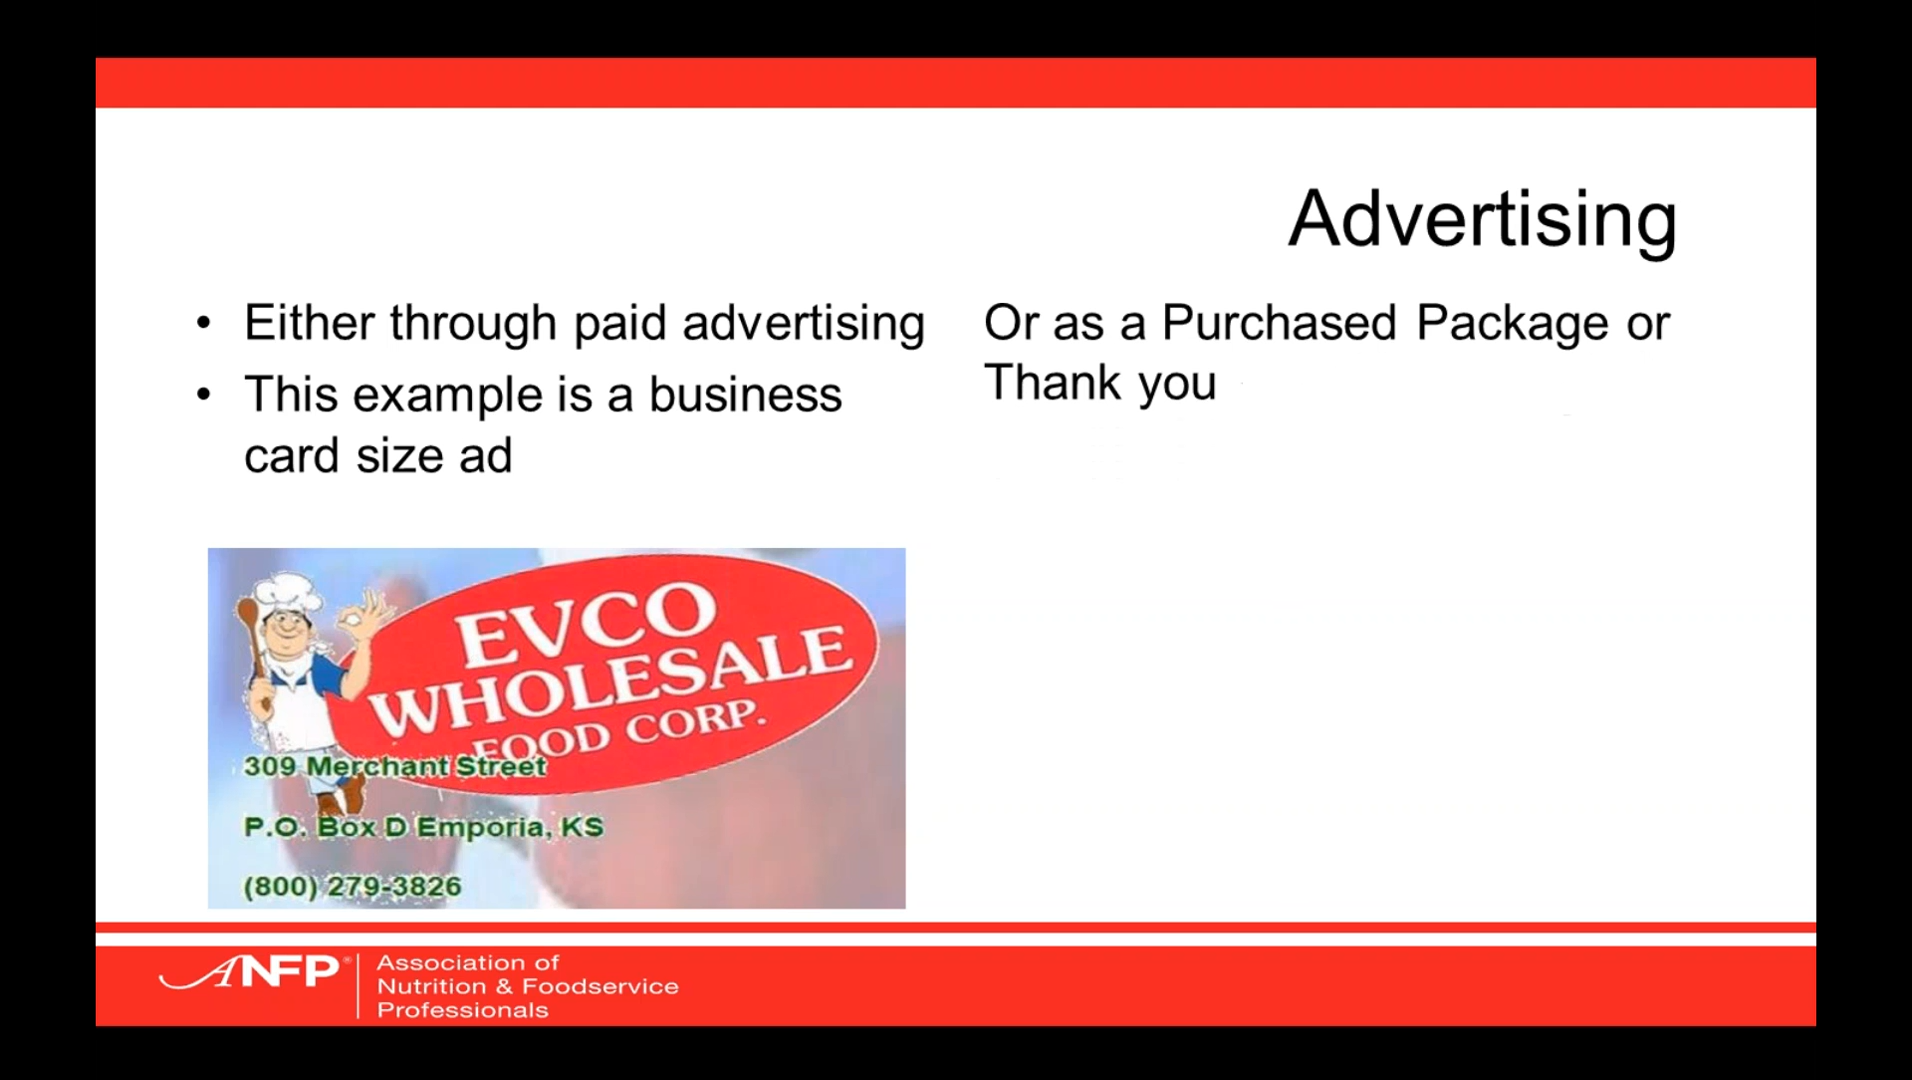 Advertising
• Either through paid advertising
• This example is a business
card size ad
Or as a Purchased Package or
Thank you
EVCO
WHOLESALE
FOOD CORP.
309 Merchant Street
P.O. Box D Emporia, KS
(800) 279-3826
ANFP®
Association of
Nutrition & Foodservice
Professionals